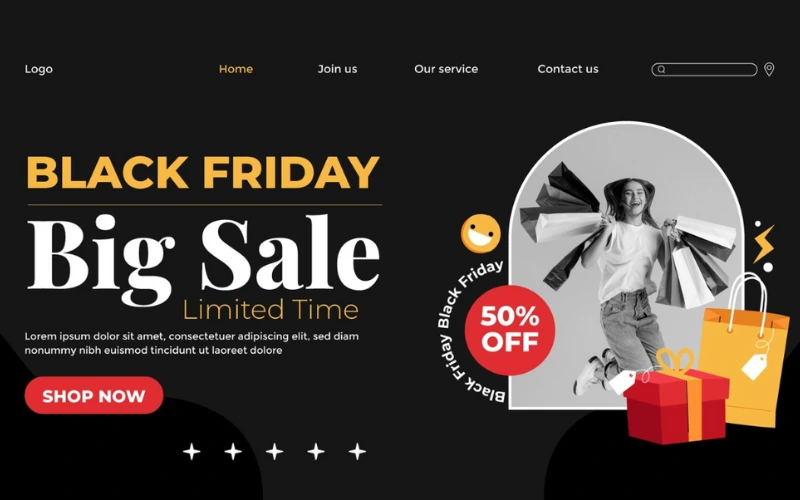 Logo
Home
Join us
Our service
Contact us
BLACK FRIDAY
Big Sale
Limited Time
Lorem ipsum dolor sit amet, consectetuer adipiscing elit, sed diam
nonummy nibh euismod tincidunt ut laoreet dolore
SHOP NOW
Black Friday Black Friday Black Friday
50%
OFF